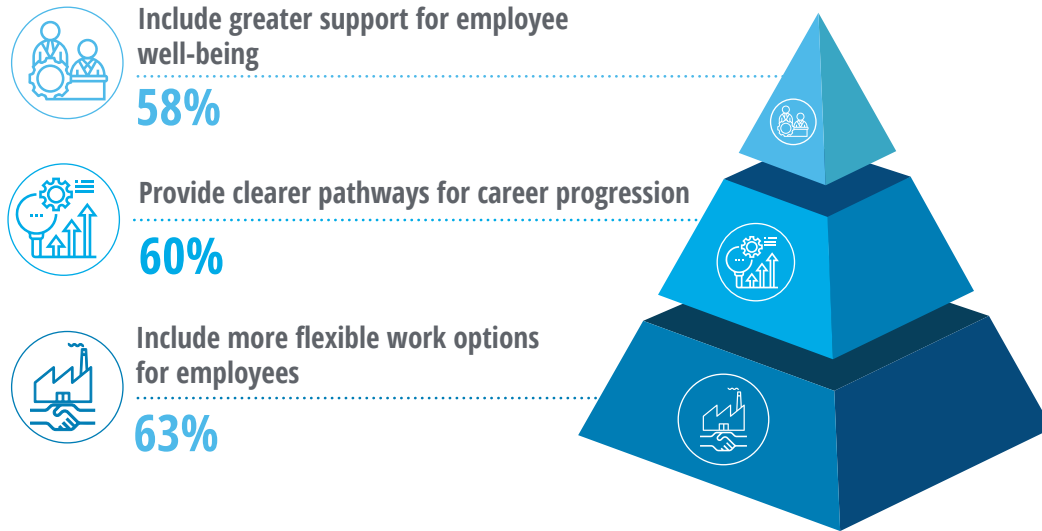 Include greater support for employee
well-being
58%
Provide clearer pathways for career progression
60%
Include more flexible work options
for employees
63%